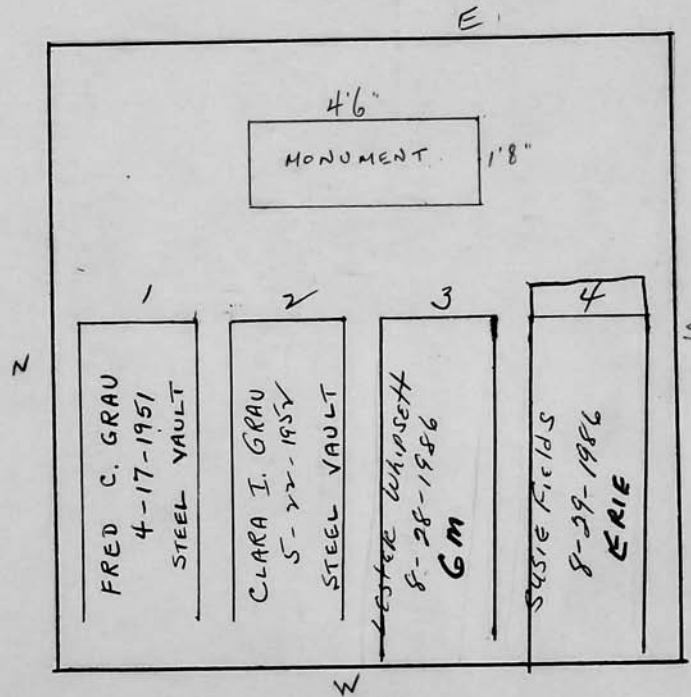 E
4'6"
MONUMENT
1'8"
1
2
3
4
N
S
FRED C. GRAU
4-17-1951
STEEL VAULT
CLARA I. GRAU
5-22-1952
STEEL VAULT
LESTER WhIPSETT
8-28-1986
GM
SUSIE FIELDS
8-29-1986
ERIE
W